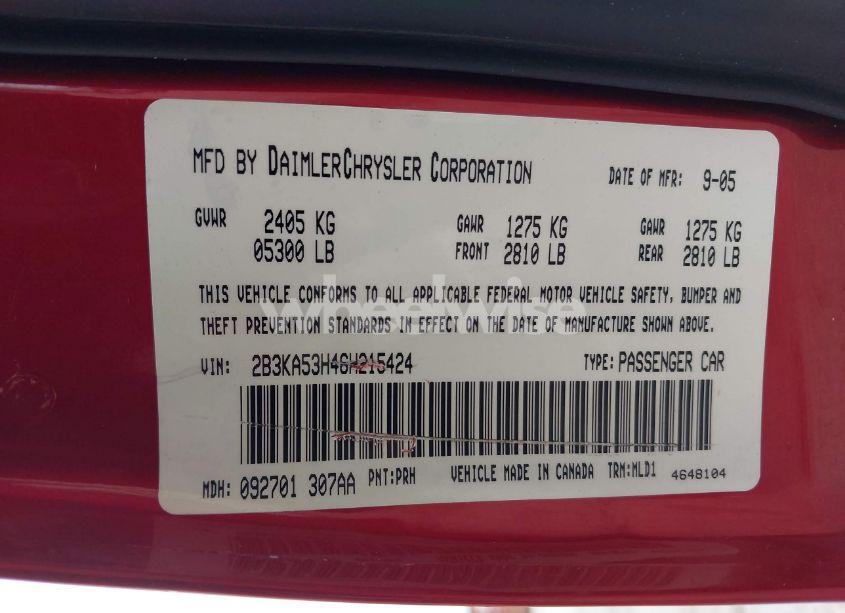 MFD BY DAIMLERCHRYSLER CORPORATION DATE OF MFR: 9-05
GVWR 2405 KG GAWR 1275 KG GAWR 1275 KG
05300 LB FRONT 2810 LB REAR 2810 LB
THIS VEHICLE CONFORMS TO ALL APPLICABLE FEDERAL MOTOR VEHICLE SAFETY, BUMPER AND
THEFT PREVENTION STANDARDS IN EFFECT ON THE DATE OF MANUFACTURE SHOWN ABOVE.
wheelwise
VIN: 2B3KA53H46H215424 TYPE: PASSENGER CAR
MDH: 092701 307AA PNT:PRH VEHICLE MADE IN CANADA TRM:MLD1 4648104